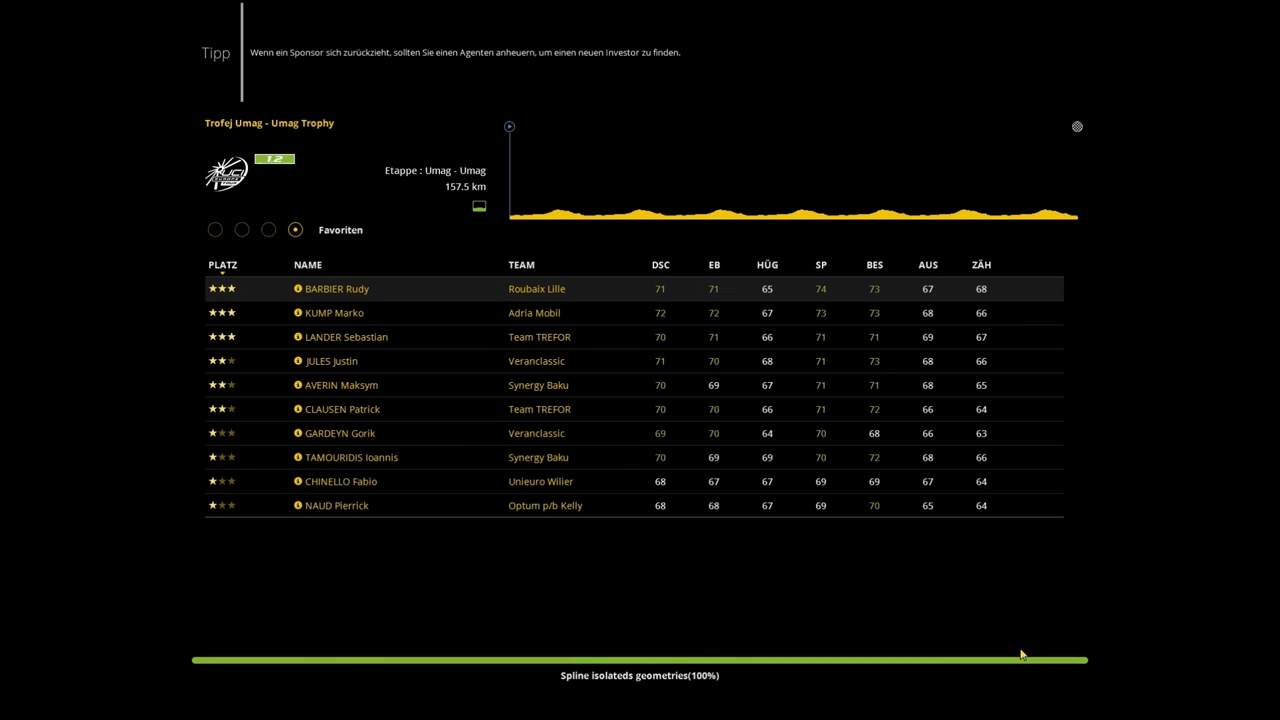 Tipp
Wenn ein Sponsor sich zurückzieht, sollten Sie einen Agenten anheuern, um einen neuen Investor zu finden.
Trofej Umag - Umag Trophy
1.2
UCI
Etappe : Umag - Umag
157.5 km
Favoriten
PLATZ NAME TEAM DSC EB HÜG SP BES AUS ZÄH
BARBIER Rudy Roubaix Lille 71 71 65 74 73 67 68
KUMP Marko Adria Mobil 72 72 67 73 73 68 66
LANDER Sebastian Team TREFOR 70 71 66 71 71 69 67
JULES Justin Veranclassic 71 70 68 71 73 68 66
AVERIN Maksym Synergy Baku 70 69 67 71 71 68 65
CLAUSEN Patrick Team TREFOR 70 70 66 71 72 66 64
GARDEYN Gorik Veranclassic 69 70 64 70 68 66 63
TAMOURIDIS Ioannis Synergy Baku 70 69 69 70 72 68 66
CHINELLO Fabio Unieuro Wilier 68 67 67 69 69 67 64
NAUD Pierrick Optum p/b Kelly 68 68 67 69 70 65 64
Spline isolateds geometries(100%)